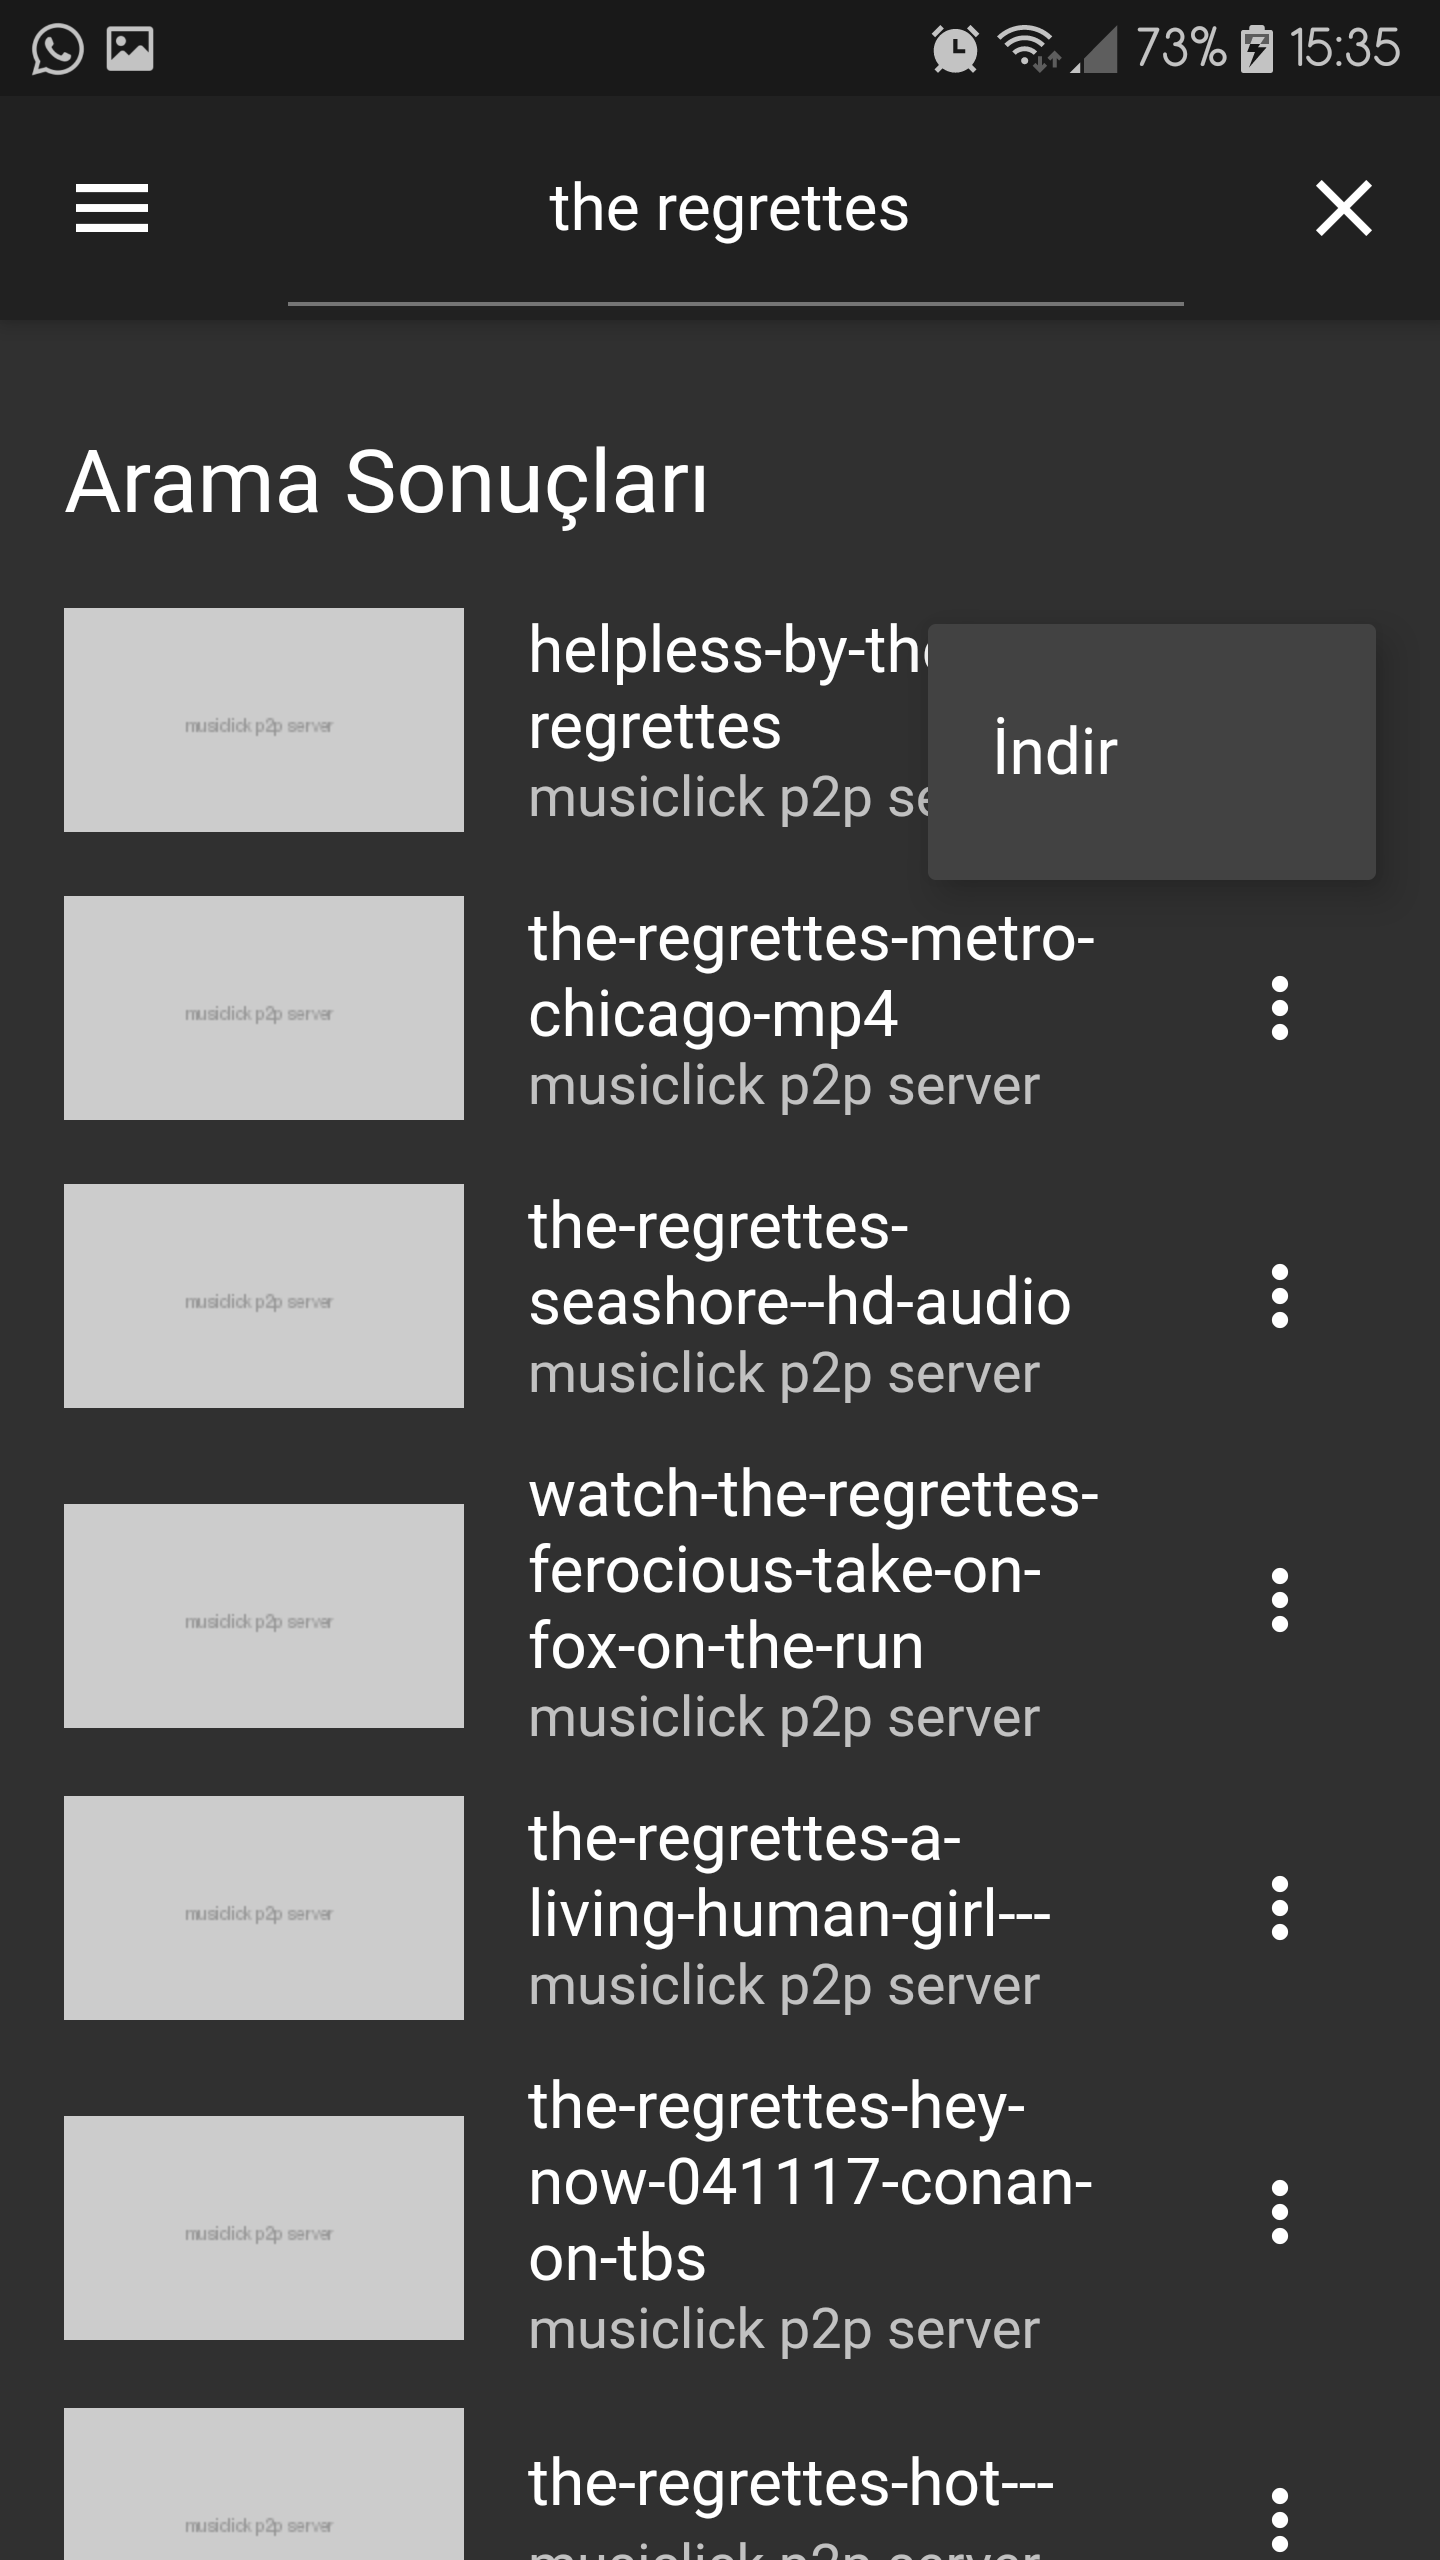 73% 15:35
the regrettes
Arama Sonuçları
helpless-by-the
regrettes
musiclick p2p se
İndir
musiclick p2p server
the-regrettes-metro-
chicago-mp4
musiclick p2p server
musiclick p2p server
the-regrettes-
seashore--hd-audio
musiclick p2p server
musiclick p2p server
watch-the-regrettes-
ferocious-take-on-
fox-on-the-run
musiclick p2p server
musiclick p2p server
the-regrettes-a-
living-human-girl---
musiclick p2p server
musiclick p2p server
the-regrettes-hey-
now-041117-conan-
on-tbs
musiclick p2p server
musiclick p2p server
the-regrettes-hot---
musiclick p2p server
musiclick p2p server